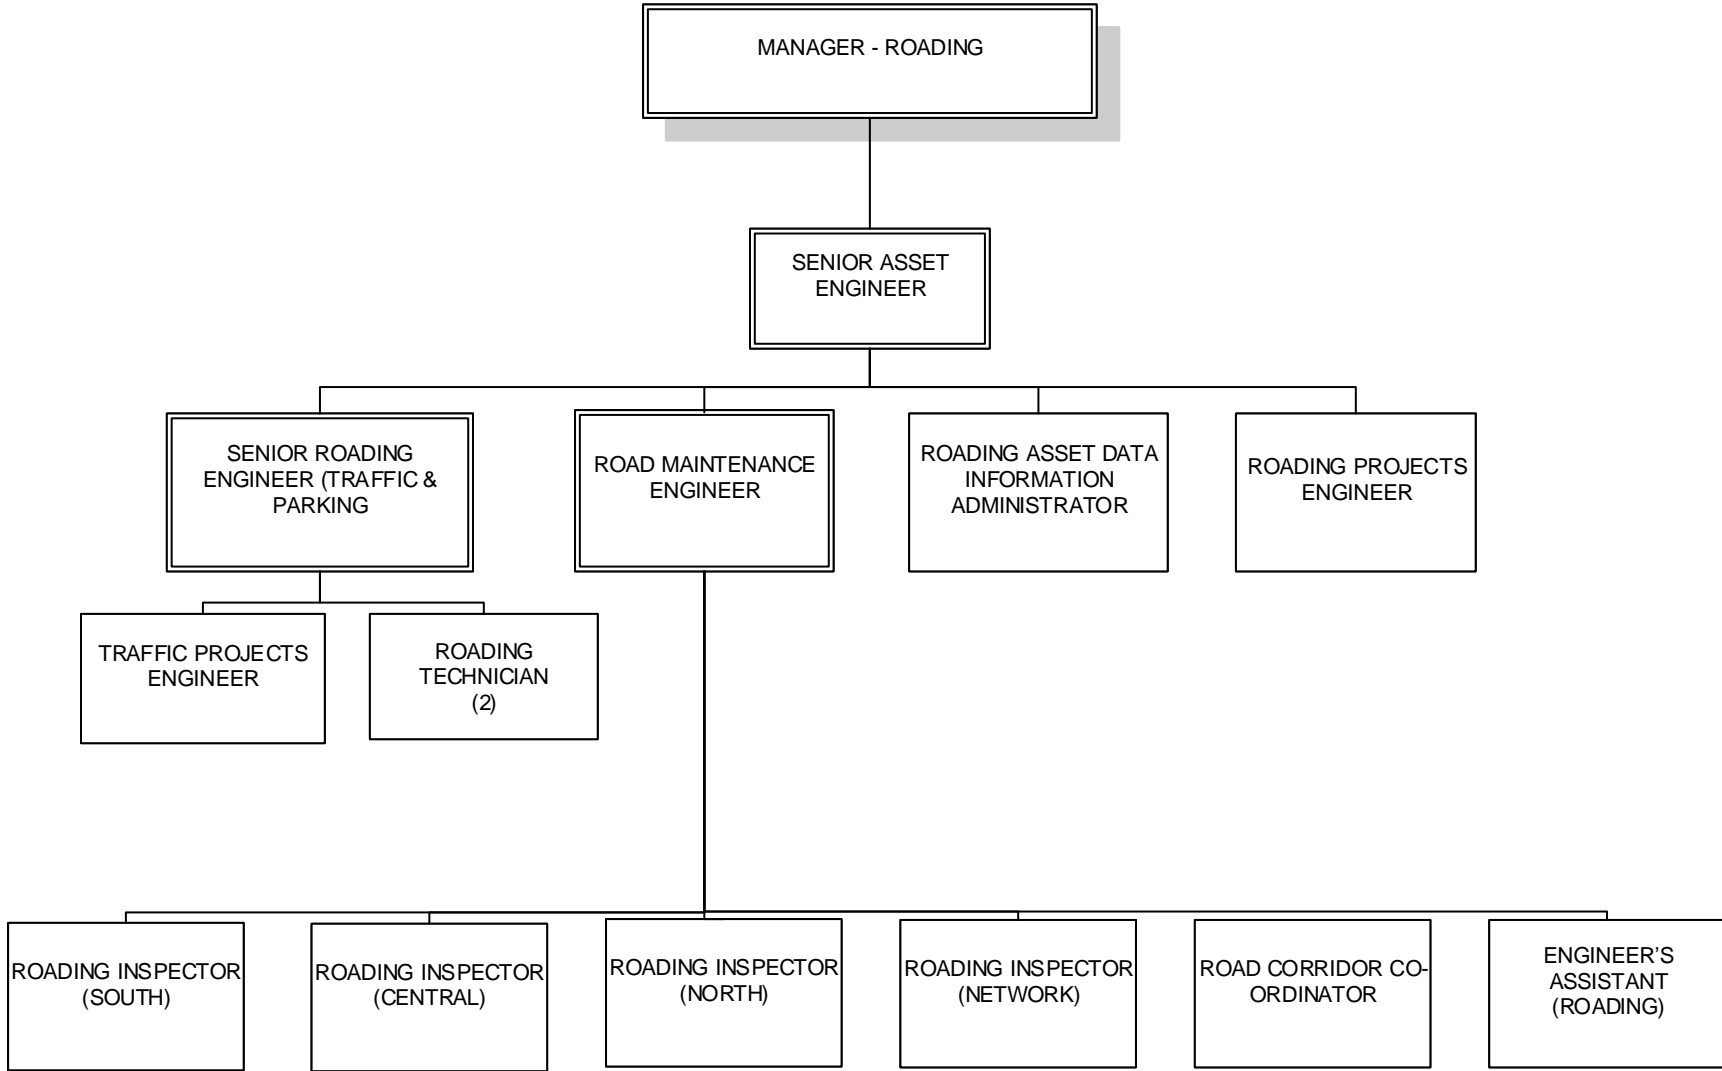 MANAGER - ROADING
SENIOR ASSET
ENGINEER
SENIOR ROADING
ENGINEER (TRAFFIC &
PARKING
ROAD MAINTENANCE
ENGINEER
ROADING ASSET DATA
INFORMATION
ADMINISTRATOR
ROADING PROJECTS
ENGINEER
TRAFFIC PROJECTS
ENGINEER
ROADING
TECHNICIAN
(2)
ROADING INSPECTOR
(SOUTH)
ROADING INSPECTOR
(CENTRAL)
ROADING INSPECTOR
(NORTH)
ROADING INSPECTOR
(NETWORK)
ROAD CORRIDOR CO-
ORDINATOR
ENGINEER’S
ASSISTANT
(ROADING)